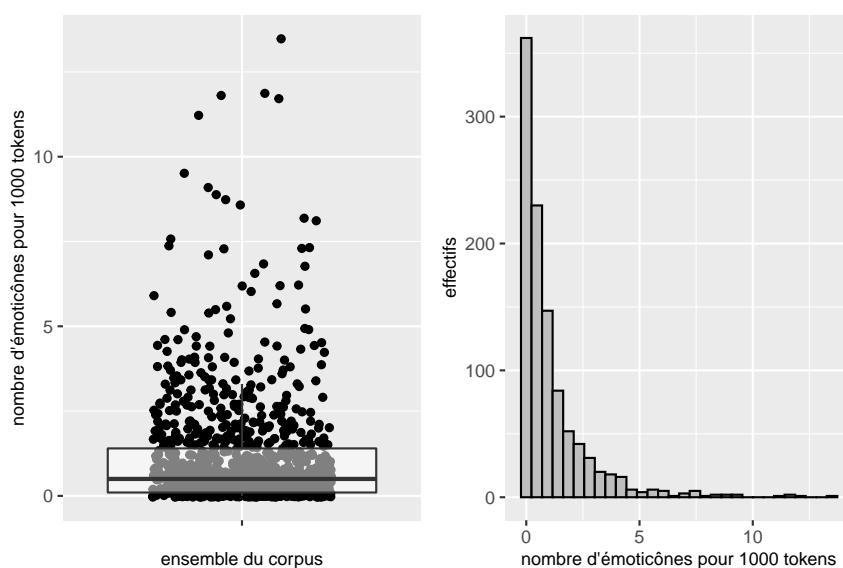 nombre d'émoticônes pour 1000 tokens
10
5
0
ensemble du corpus
effectifs
300
200
100
0
0 5 10
nombre d'émoticônes pour 1000 tokens